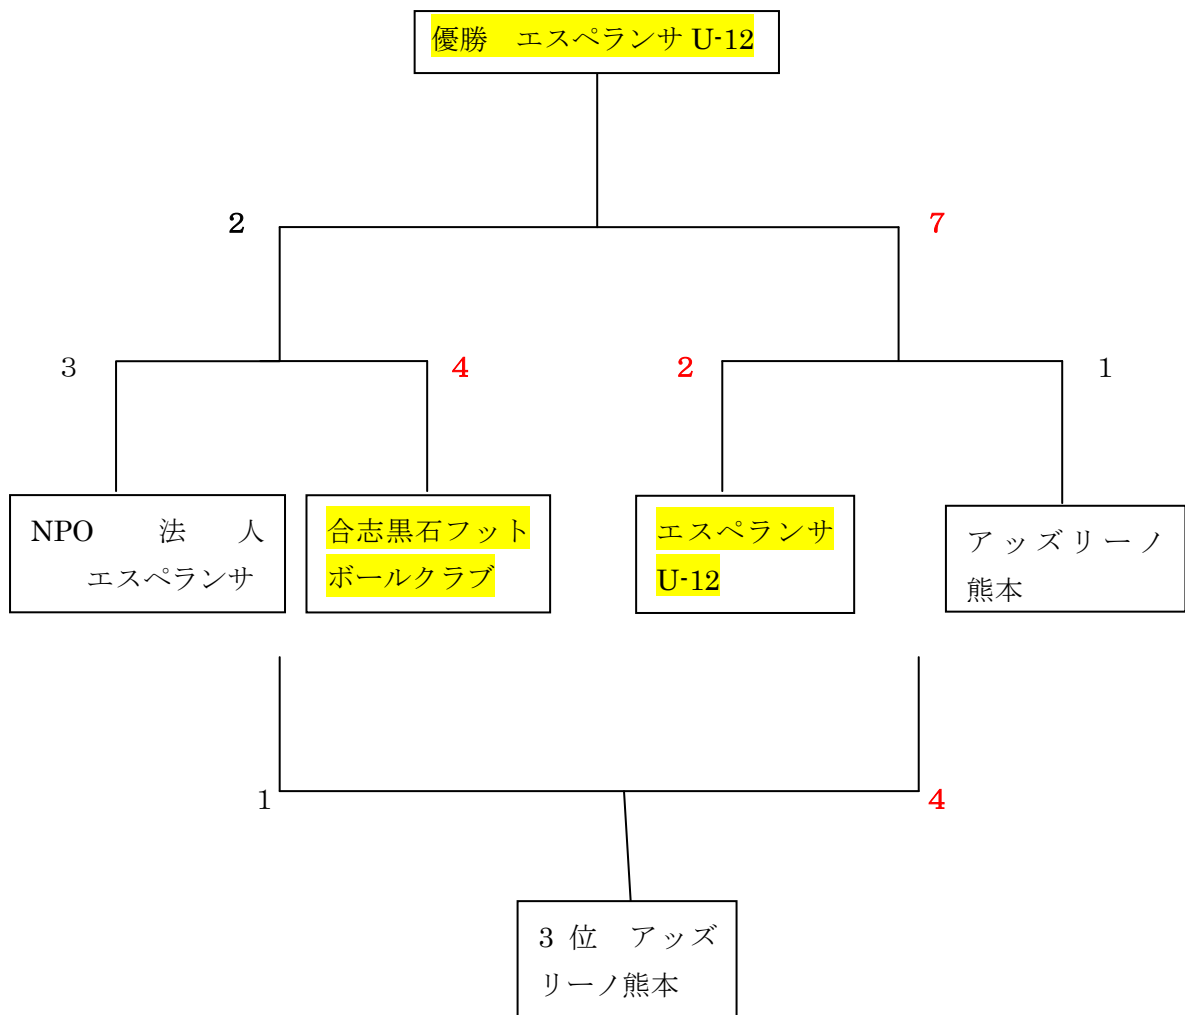 優勝　エスペランサ U-12
2
7
3
4
2
1
NPO　法　人
エスペランサ
合志黒石フット
ボールクラブ
エスペランサ
U-12
アッズリーノ
熊本
1
4
3 位　アッズ
リーノ熊本